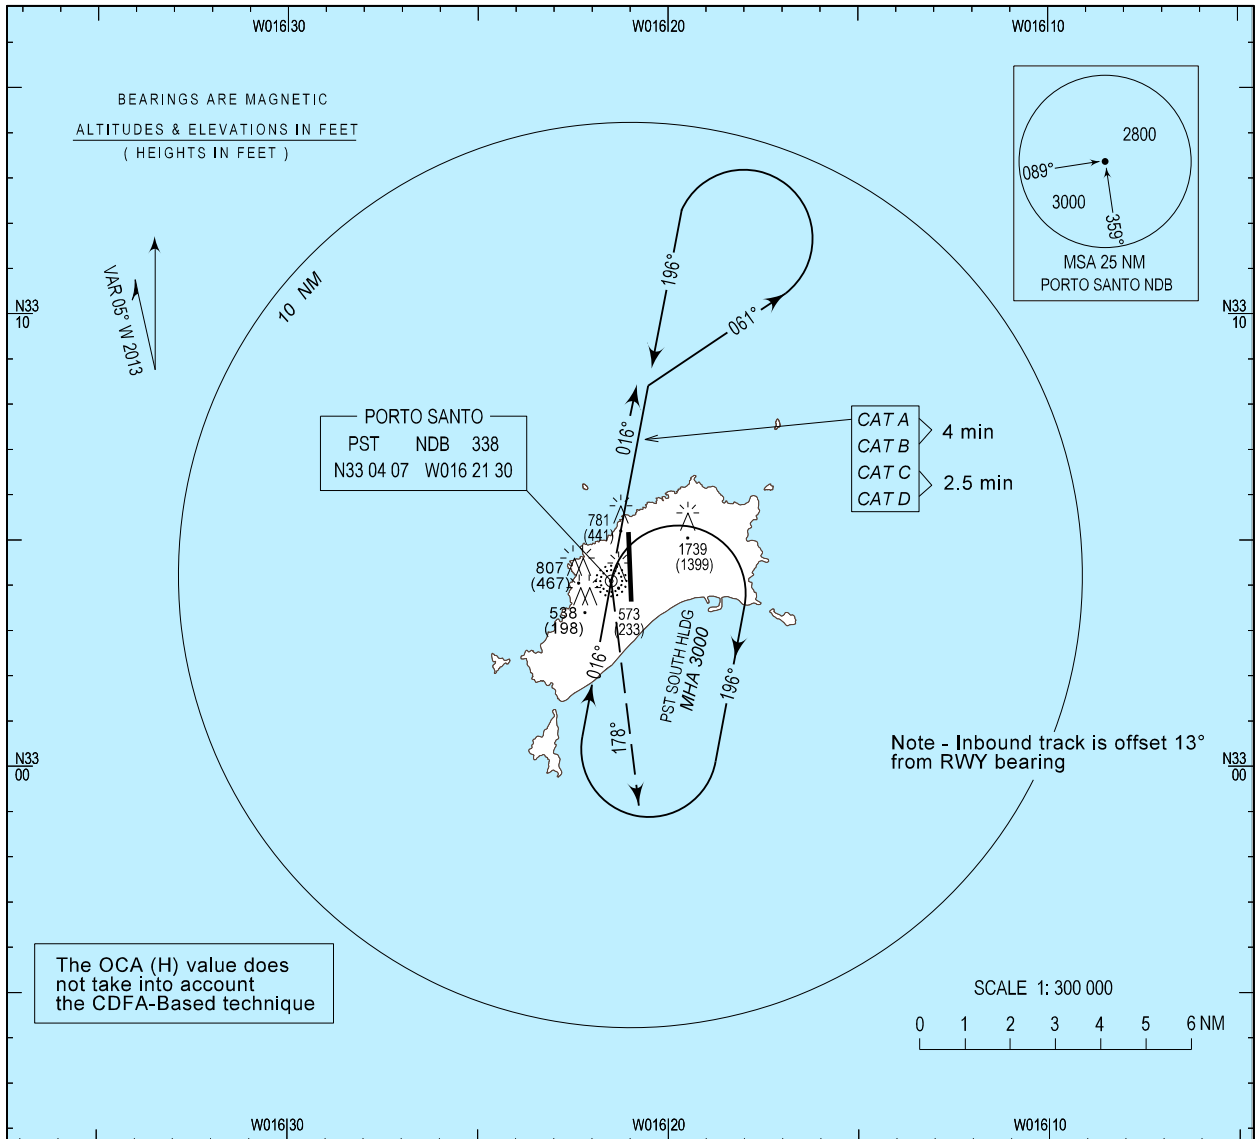 W016 30
W016 20
W016 10
BEARINGS ARE MAGNETIC
ALTITUDES & ELEVATIONS IN FEET
( HEIGHTS IN FEET )
2800
089°
3000
359°
MSA 25 NM
PORTO SANTO NDB
VAR 05° W 2013
10 NM
N33
10
N33
10
196°
061°
PORTO SANTO
PST NDB 338
N33 04 07 W016 21 30
016°
CAT A
CAT B
CAT C
CAT D
4 min
2.5 min
781
(441)
1739
(1399)
807
(467)
538
(198)
573
(233)
016°
178°
PST SOUTH HLDG
MHA 3000
196°
Note - Inbound track is offset 13°
from RWY bearing
N33
00
N33
00
The OCA (H) value does
not take into account
the CDFA-Based technique
SCALE 1: 300 000
0 1 2 3 4 5 6 NM
W016 30
W016 20
W016 10